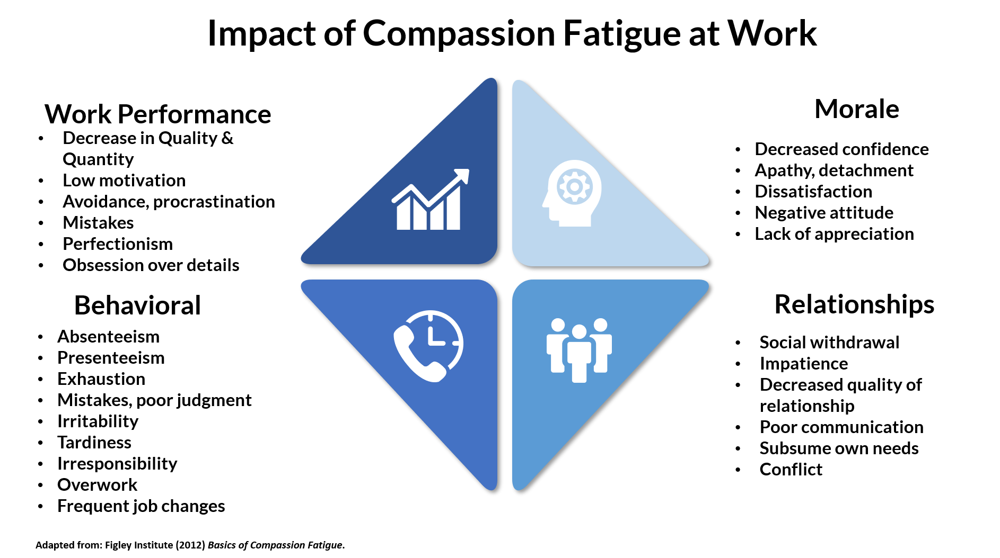 Impact of Compassion Fatigue at Work
Work Performance
• Decrease in Quality &
Quantity
• Low motivation
• Avoidance, procrastination
• Mistakes
• Perfectionism
• Obsession over details
Morale
• Decreased confidence
• Apathy, detachment
• Dissatisfaction
• Negative attitude
• Lack of appreciation
Behavioral
• Absenteeism
• Presenteeism
• Exhaustion
• Mistakes, poor judgment
• Irritability
• Tardiness
• Irresponsibility
• Overwork
• Frequent job changes
Relationships
• Social withdrawal
• Impatience
• Decreased quality of
relationship
• Poor communication
• Subsume own needs
• Conflict
Adapted from: Figley Institute (2012) Basics of Compassion Fatigue.